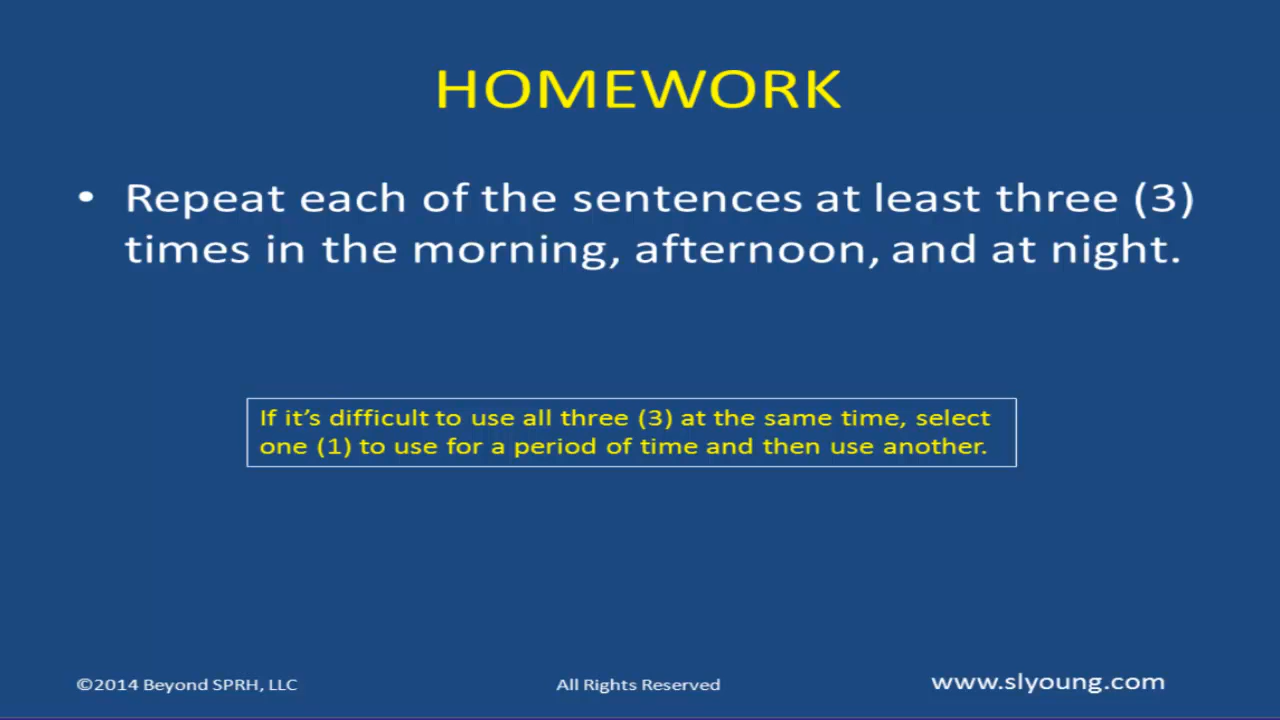 HOMEWORK
• Repeat each of the sentences at least three (3)
times in the morning, afternoon, and at night.
If it’s difficult to use all three (3) at the same time, select
one (1) to use for a period of time and then use another.
©2014 Beyond SPRH, LLC
All Rights Reserved
www.slyoung.com